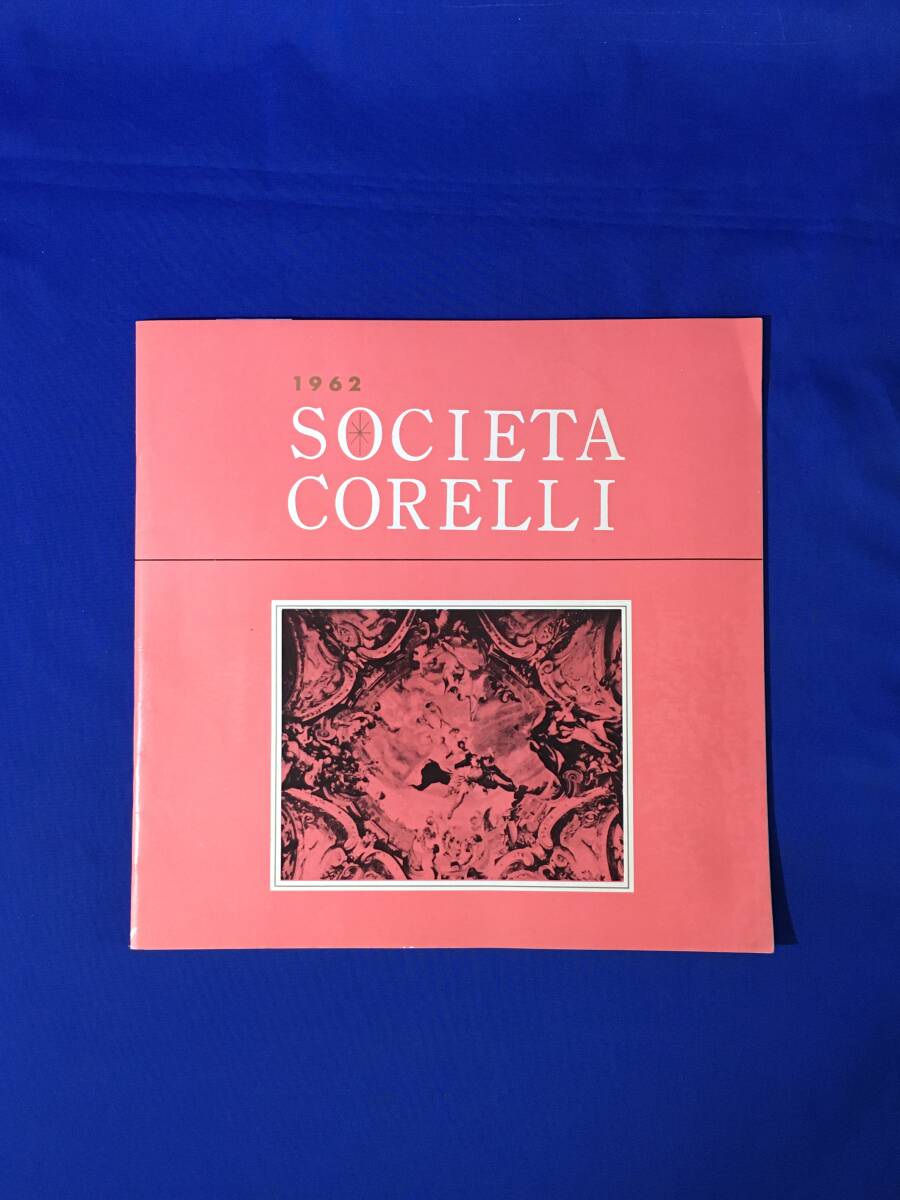 1962
SOCIETA
CORELLI